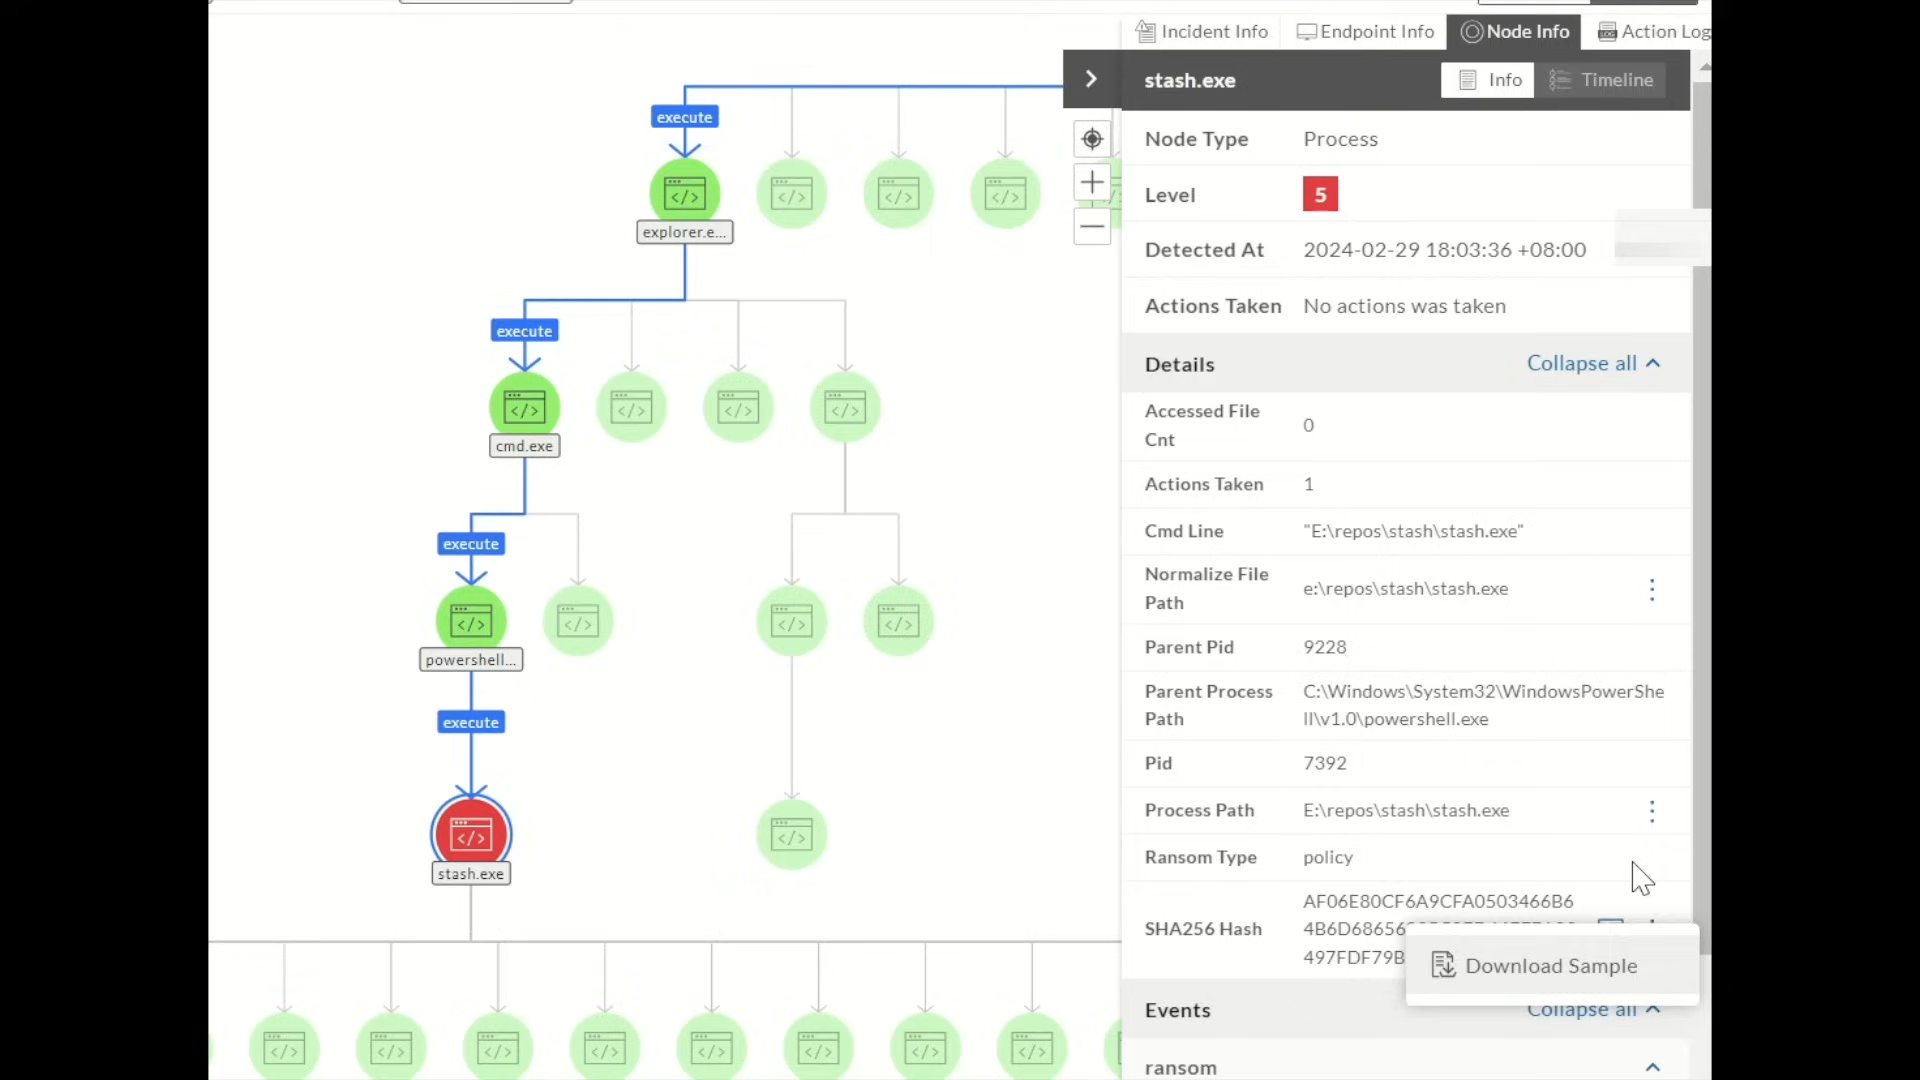 Incident Info
Endpoint Info
Node Info
Action Log
stash.exe
Info
Timeline
Node Type Process
Level 5
Detected At 2024-02-29 18:03:36 +08:00
Actions Taken No actions was taken
Details Collapse all
Accessed File
Cnt
0
Actions Taken 1
Cmd Line "E:\repos\stash\stash.exe"
Normalize File
Path
e:\repos\stash\stash.exe
Parent Pid 9228
Parent Process
Path
C:\Windows\System32\WindowsPowerShe
ll\v1.0\powershell.exe
Pid 7392
Process Path E:\repos\stash\stash.exe
Ransom Type policy
SHA256 Hash
AF06E80CF6A9CFA0503466B6
4B6D6865
497FDF79B
Download Sample
Events Collapse all
ransom
execute
explorer.e...
execute
cmd.exe
execute
powershell...
execute
stash.exe